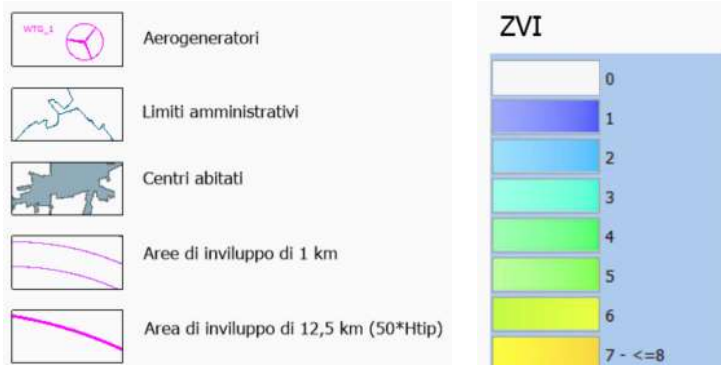 WTG_1
Aerogeneratori
Limiti amministrativi
Centri abitati
Aree di inviluppo di 1 km
Area di inviluppo di 12,5 km (50*Htip)
ZVI
0
1
2
3
4
5
6
7 - <=8